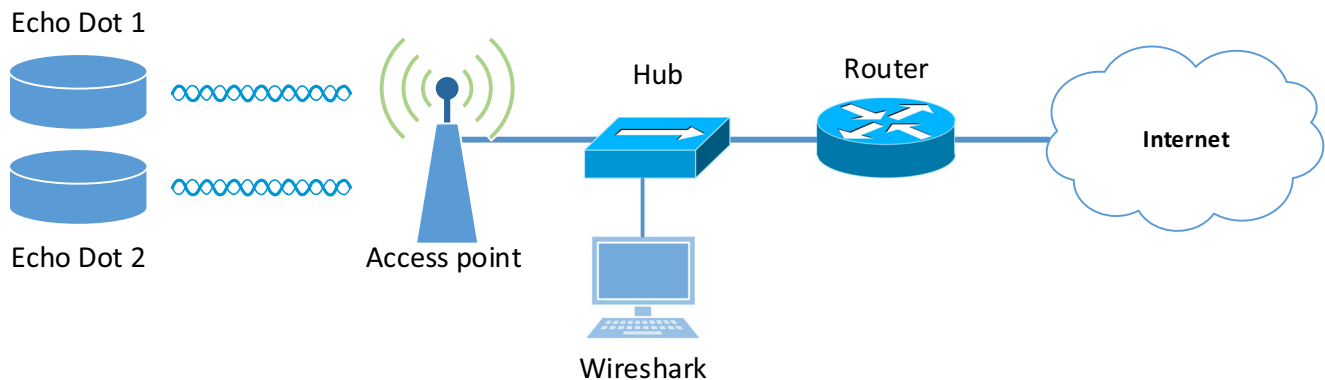 Echo Dot 1
Echo Dot 2
Access point
Hub
Wireshark
Router
Internet